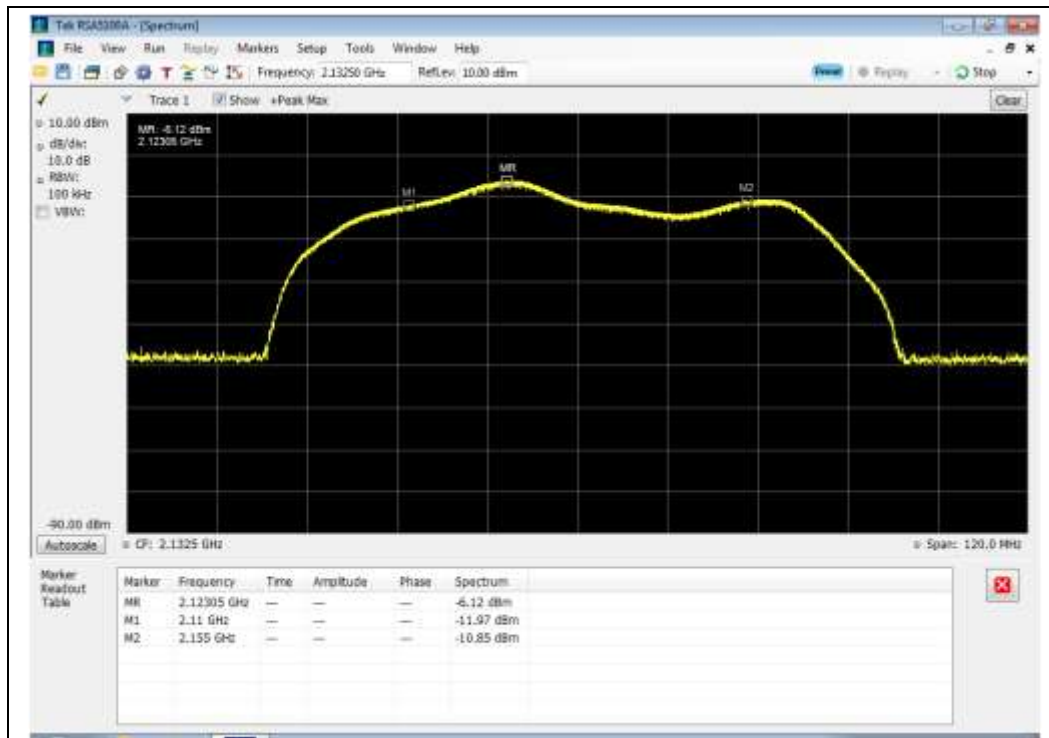 Tek RSA5100A - [Spectrum]
File View Run Replay Markers Setup Tools Window Help
Frequency: 2.13250 GHz RefLev: 10.00 dBm Preset Replay Stop
Trace 1 Show +Peak Max Clear
10.00 dBm
dB/div:
10.0 dB
RBW:
100 kHz
VBW:
MR: -6.12 dBm
2.12305 GHz
M1
MR
M2
-90.00 dBm
Autoscale CF: 2.1325 GHz Span: 120.0 MHz
Marker
Readout
Table
Marker Frequency Time Amplitude Phase Spectrum
MR 2.12305 GHz --- --- --- -6.12 dBm
M1 2.11 GHz --- --- --- -11.97 dBm
M2 2.155 GHz --- --- --- -10.85 dBm